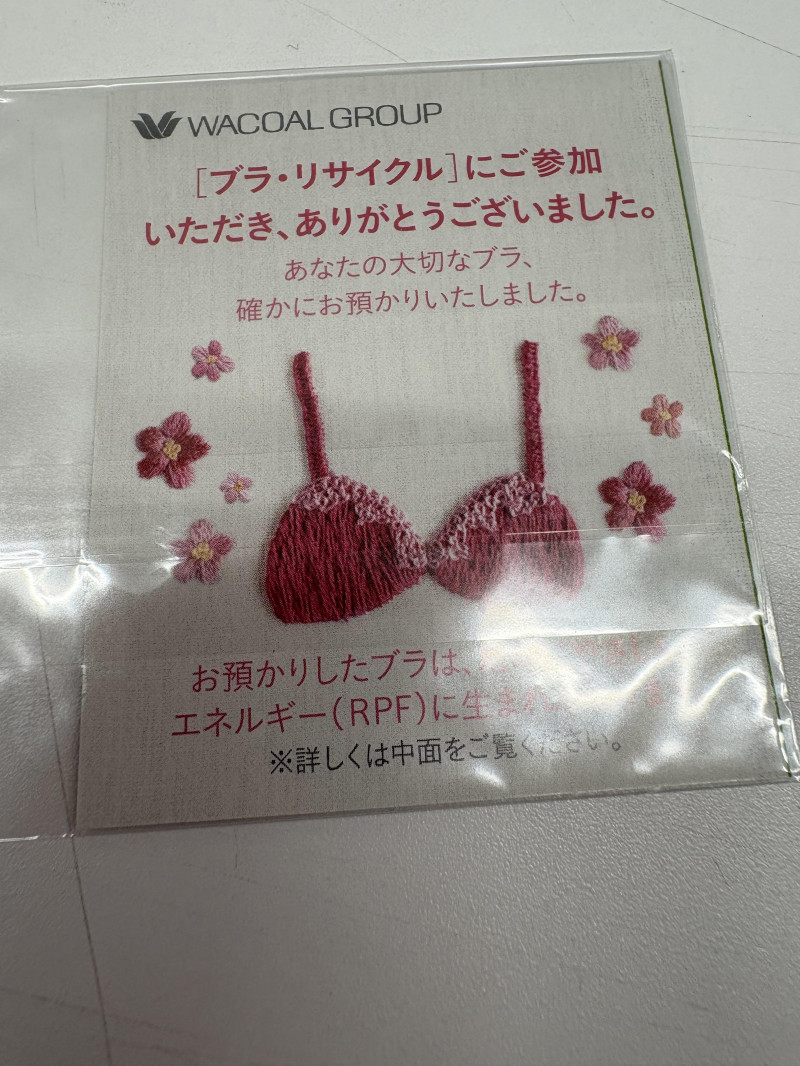 WACOAL GROUP
[ブラ・リサイクル]にご参加
いただき、ありがとうございました。
あなたの大切なブラ、
確かにお預かりいたしました。
お預かりしたブラは、
エネルギー(RPF)に生まれ
※詳しくは中面をご覧ください。